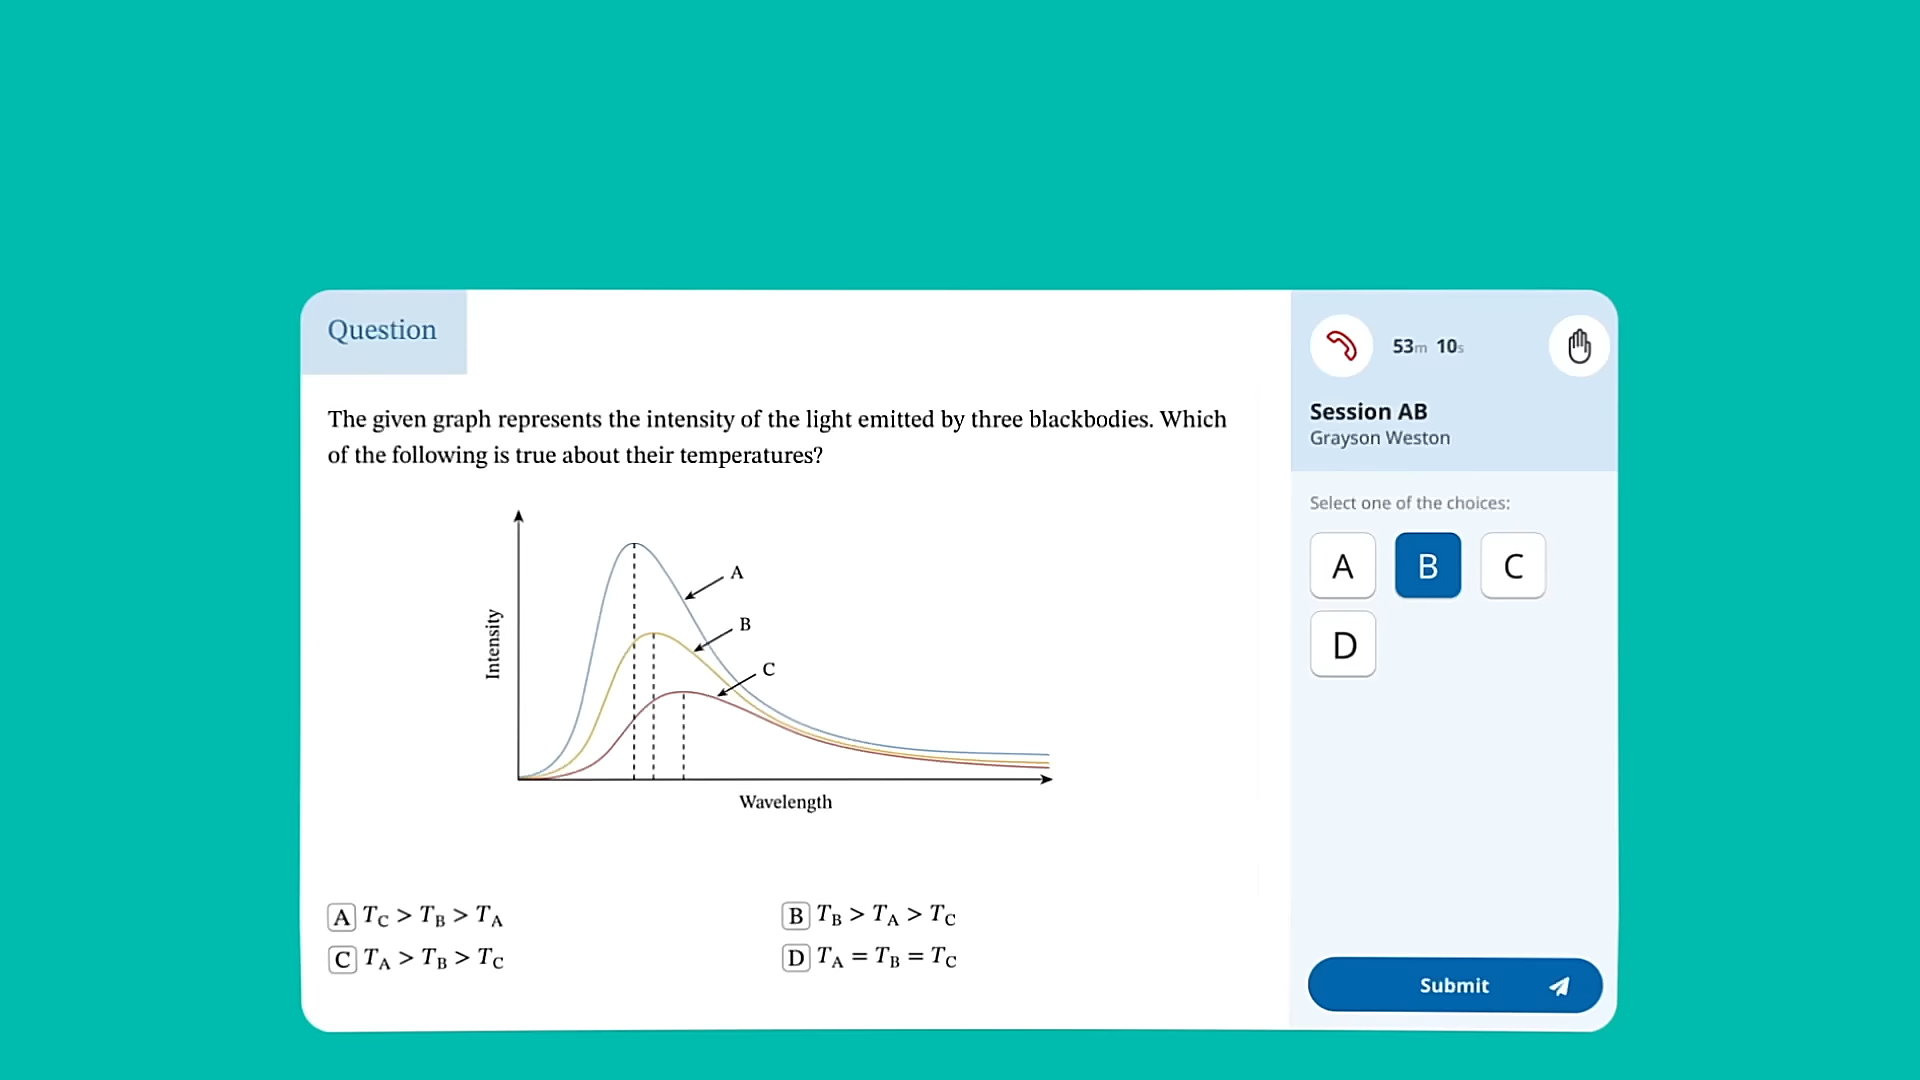 Question
The given graph represents the intensity of the light emitted by three blackbodies. Which
of the following is true about their temperatures?
A
B
C
Intensity
Wavelength
A T_C > T_B > T_A
B T_B > T_A > T_C
C T_A > T_B > T_C
D T_A = T_B = T_C
53m 10s
Session AB
Grayson Weston
Select one of the choices:
A B C
D
Submit